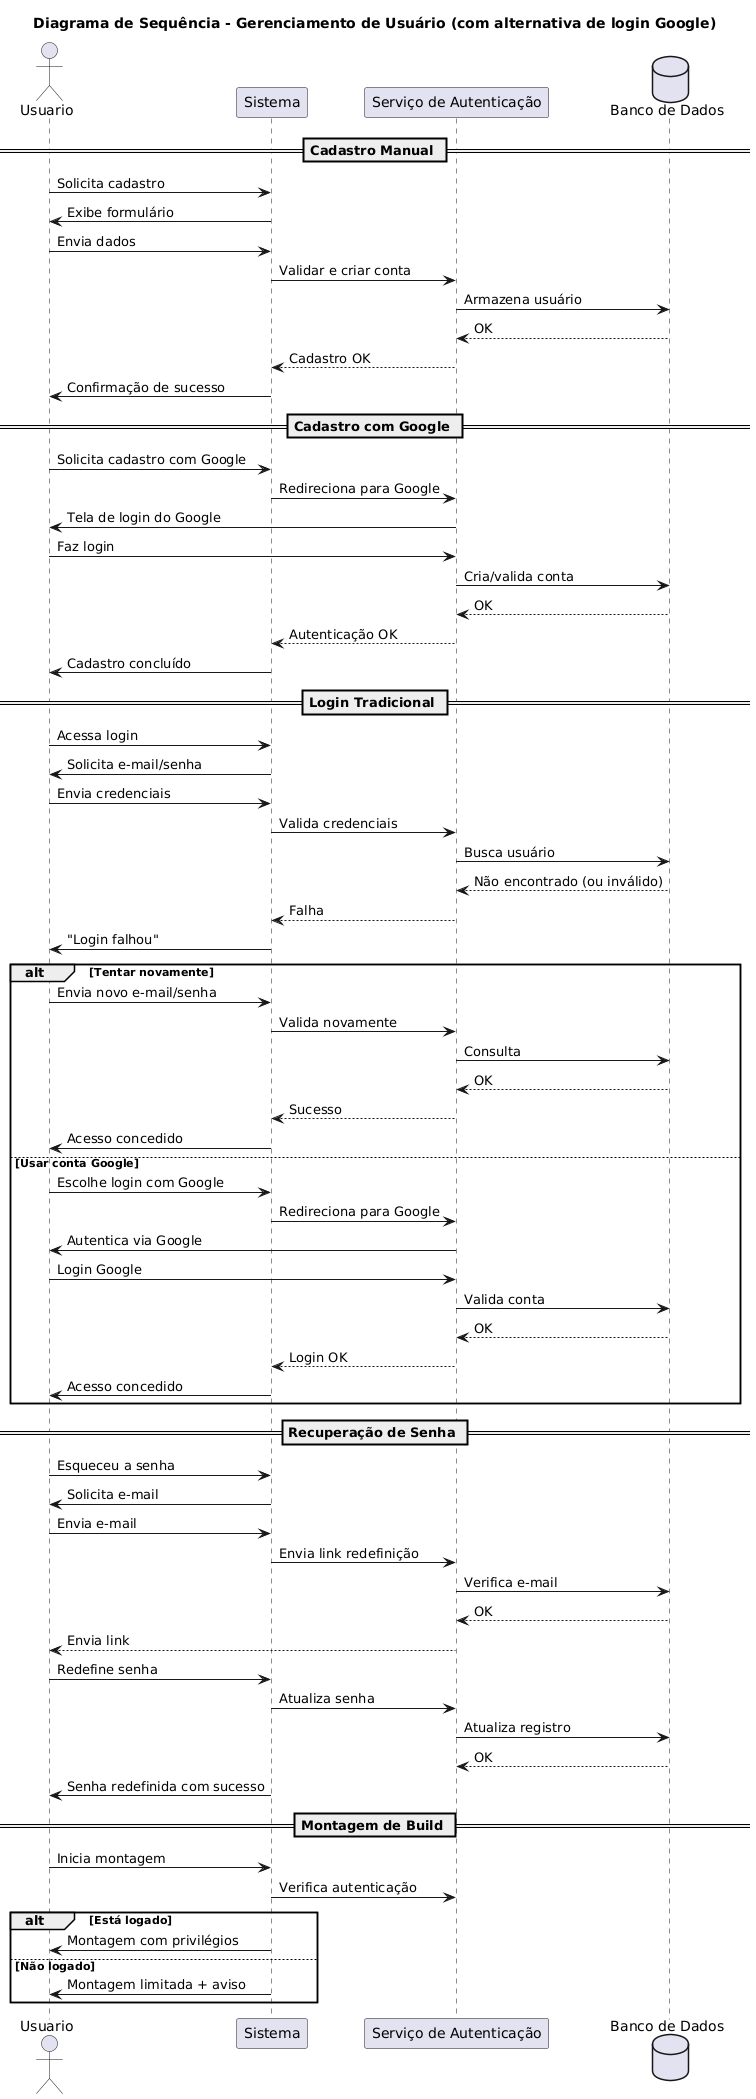 Diagrama de Sequência - Gerenciamento de Usuário (com alternativa de login Google)
Usuario
Sistema
Serviço de Autenticação
Banco de Dados
Cadastro Manual
Solicita cadastro
Exibe formulário
Envia dados
Validar e criar conta
Armazena usuário
OK
Cadastro OK
Confirmação de sucesso
Cadastro com Google
Solicita cadastro com Google
Redireciona para Google
Tela de login do Google
Faz login
Cria/valida conta
OK
Autenticação OK
Cadastro concluído
Login Tradicional
Acessa login
Solicita e-mail/senha
Envia credenciais
Valida credenciais
Busca usuário
Não encontrado (ou inválido)
Falha
"Login falhou"
alt [Tentar novamente]
Envia novo e-mail/senha
Valida novamente
Consulta
OK
Sucesso
Acesso concedido
[Usar conta Google]
Escolhe login com Google
Redireciona para Google
Autentica via Google
Login Google
Valida conta
OK
Login OK
Acesso concedido
Recuperação de Senha
Esqueceu a senha
Solicita e-mail
Envia e-mail
Envia link redefinição
Verifica e-mail
OK
Envia link
Redefine senha
Atualiza senha
Atualiza registro
OK
Senha redefinida com sucesso
Montagem de Build
Inicia montagem
Verifica autenticação
alt [Está logado]
Montagem com privilégios
[Não logado]
Montagem limitada + aviso
Usuario
Sistema
Serviço de Autenticação
Banco de Dados